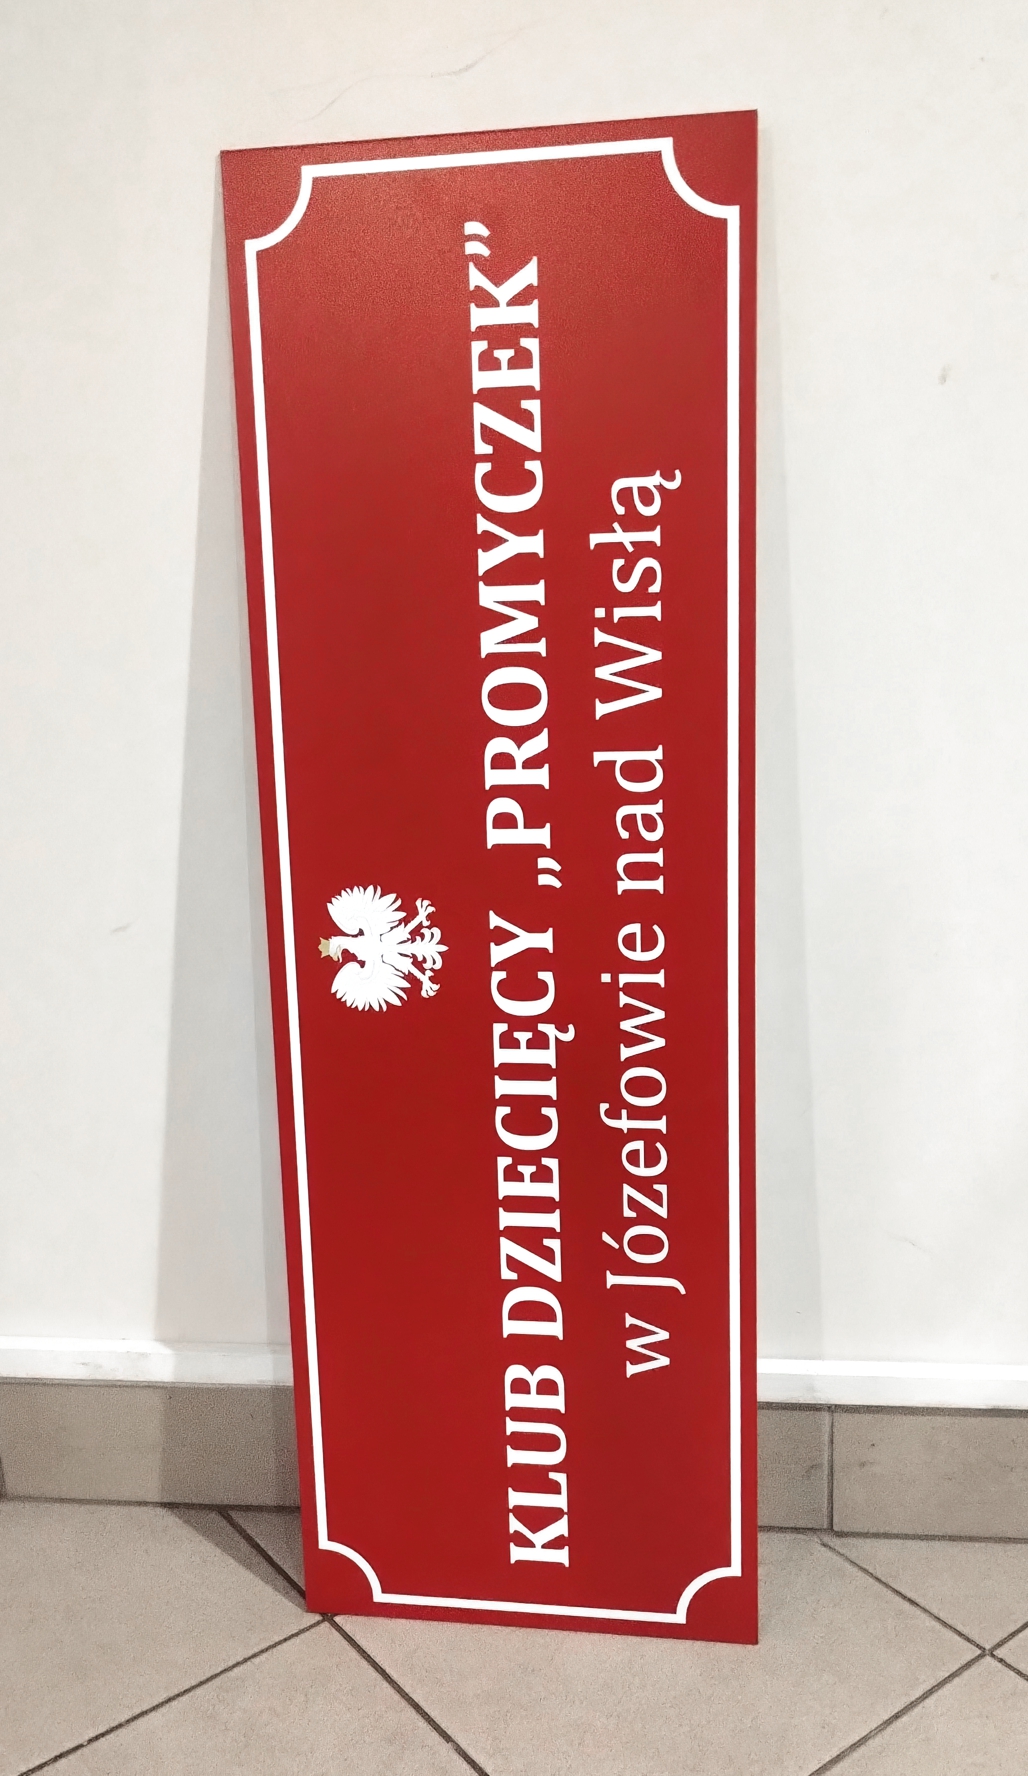 KLUB DZIECIĘCY „PROMYCZEK”
w Józefowie nad Wisłą